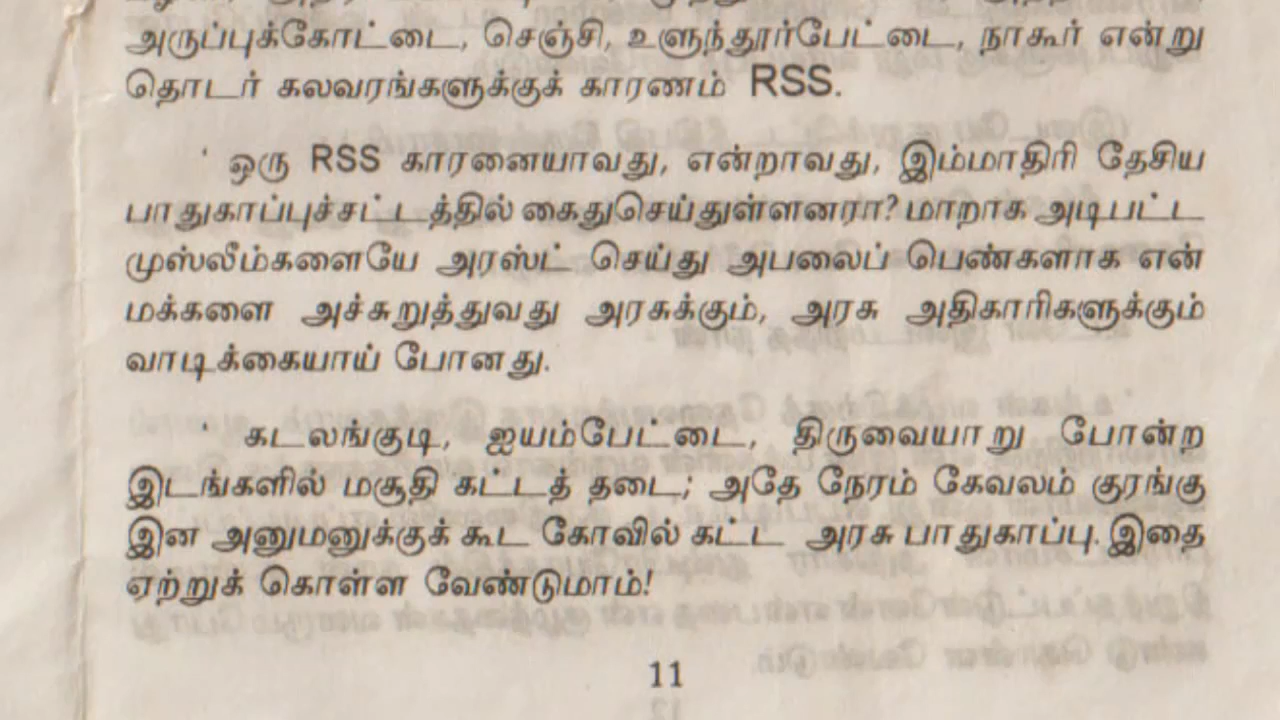 அருப்புக்கோட்டை, செஞ்சி, உளுந்தூர்பேட்டை, நாகூர் என்று
தொடர் கலவரங்களுக்குக் காரணம் RSS.
' ஒரு RSS காரனையாவது, என்றாவது, இம்மாதிரி தேசிய
பாதுகாப்புச்சட்டத்தில் கைதுசெய்துள்ளனரா? மாறாக அடிபட்ட
முஸ்லீம்களையே அரஸ்ட் செய்து அபலைப் பெண்களாக என்
மக்களை அச்சுறுத்துவது அரசுக்கும், அரசு அதிகாரிகளுக்கும்
வாடிக்கையாய் போனது.
' கடலங்குடி, ஐயம்பேட்டை, திருவையாறு போன்ற
இடங்களில் மசூதி கட்டத் தடை; அதே நேரம் கேவலம் குரங்கு
இன அனுமனுக்குக் கூட கோவில் கட்ட அரசு பாதுகாப்பு. இதை
ஏற்றுக் கொள்ள வேண்டுமாம்!
11